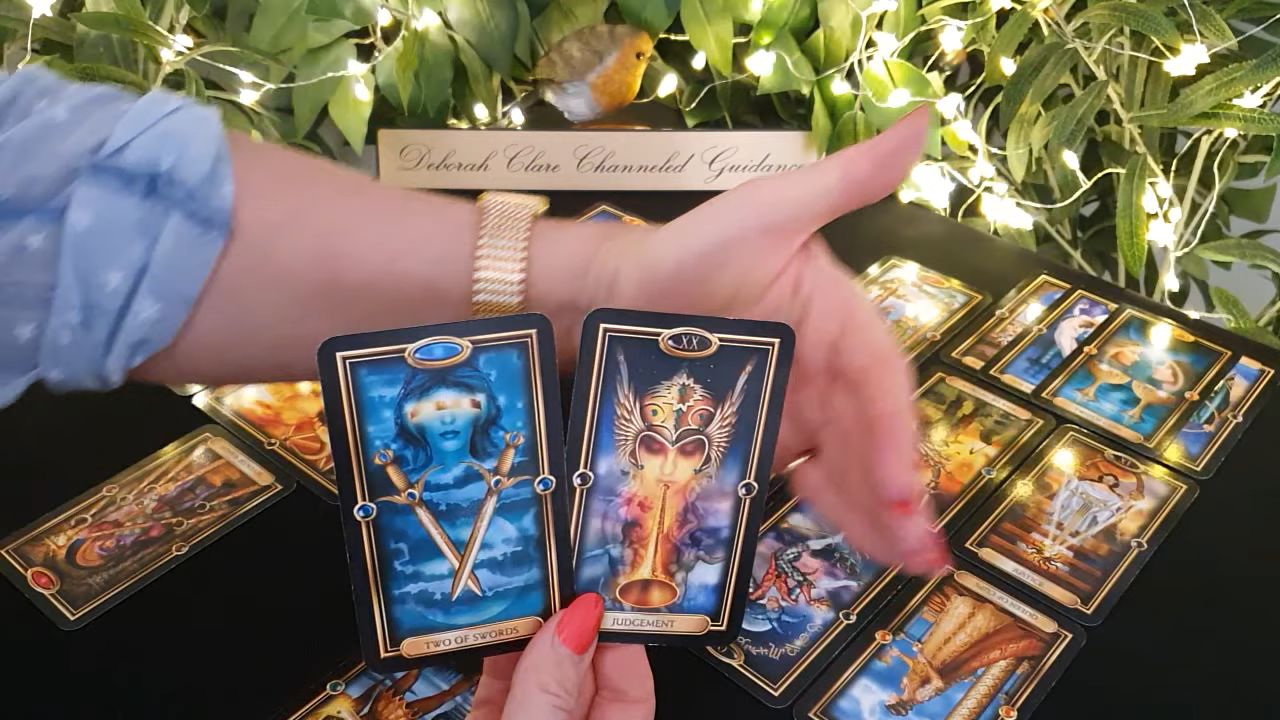 Deborah Clare Channeled Guidance
XX
TWO OF SWORDS
JUDGEMENT
JUSTICE
QUEEN OF CUPS